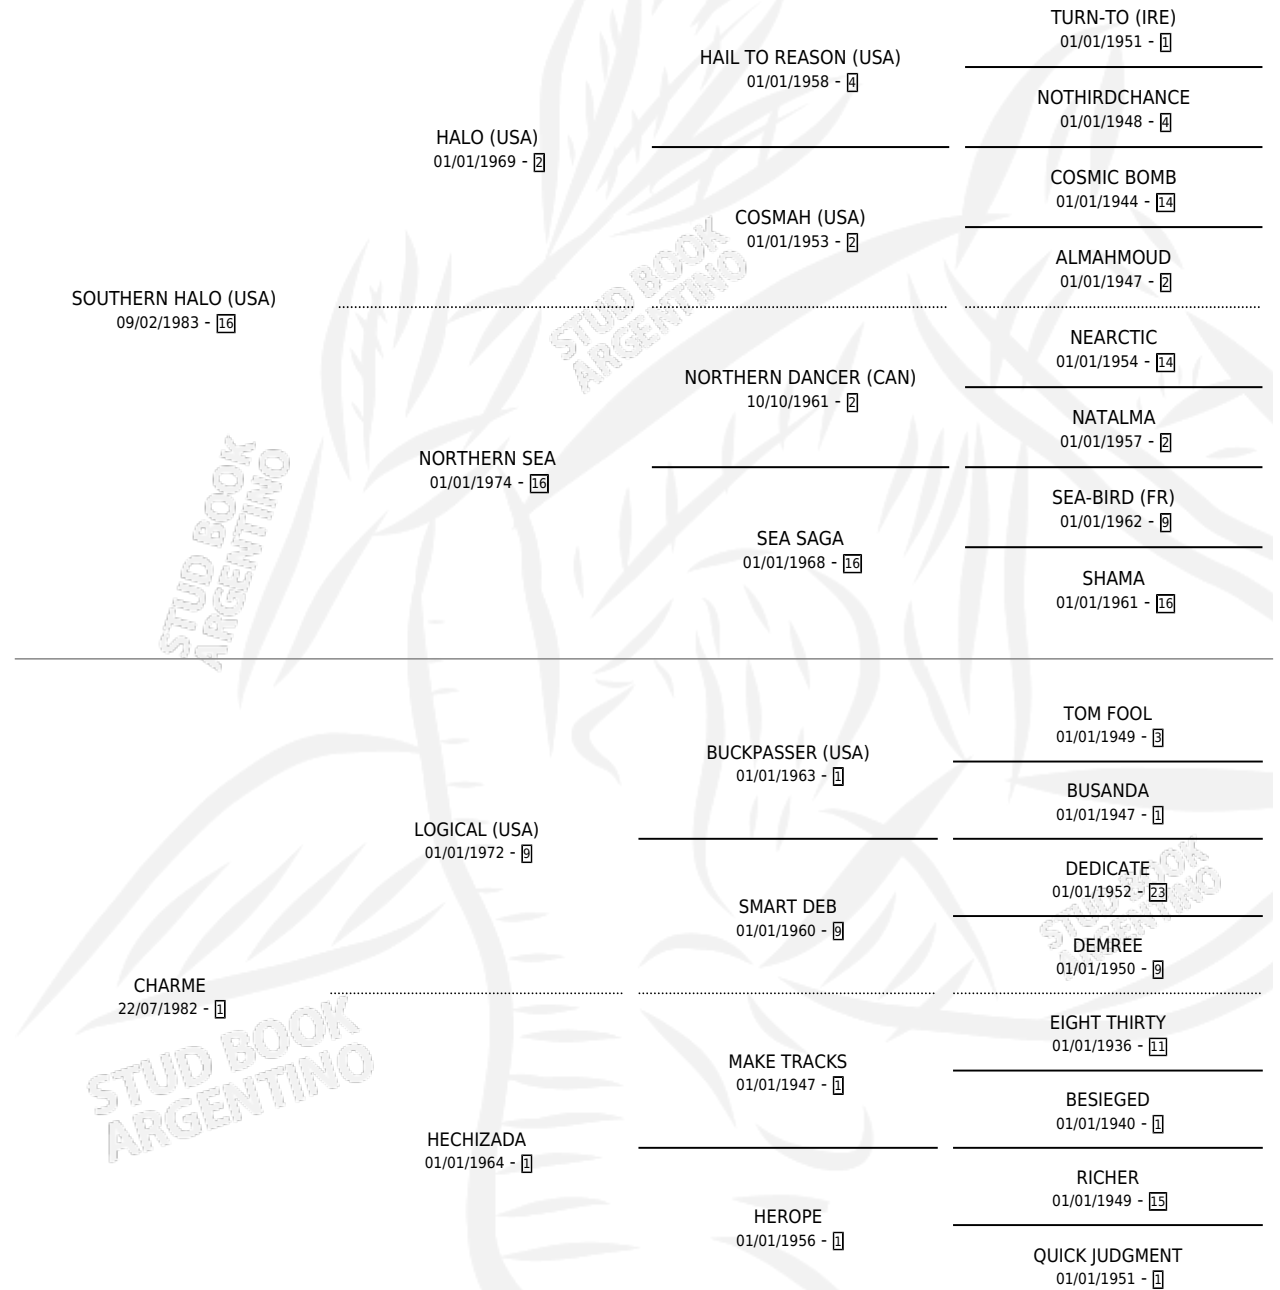 TURN-TO (IRE)
01/01/1951 - 1
HAIL TO REASON (USA)
01/01/1958 - 4
NOTHIRDCHANCE
01/01/1948 - 4
HALO (USA)
01/01/1969 - 2
COSMIC BOMB
01/01/1944 - 14
COSMAH (USA)
01/01/1953 - 2
ALMAHMOUD
01/01/1947 - 2
SOUTHERN HALO (USA)
09/02/1983 - 16
STUD BOOK
ARGENTINO
NEARCTIC
01/01/1954 - 14
NORTHERN DANCER (CAN)
10/10/1961 - 2
NATALMA
01/01/1957 - 2
NORTHERN SEA
01/01/1974 - 16
STUD BOOK
ARGENTINO
SEA-BIRD (FR)
01/01/1962 - 9
SEA SAGA
01/01/1968 - 16
SHAMA
01/01/1961 - 16
TOM FOOL
01/01/1949 - 3
BUCKPASSER (USA)
01/01/1963 - 1
BUSANDA
01/01/1947 - 1
LOGICAL (USA)
01/01/1972 - 9
DEDICATE
01/01/1952 - 23
STUD BOOK
ARGENTINO
SMART DEB
01/01/1960 - 9
DEMREE
01/01/1950 - 9
CHARME
22/07/1982 - 1
STUD BOOK
ARGENTINO
EIGHT THIRTY
01/01/1936 - 11
MAKE TRACKS
01/01/1947 - 1
BESIEGED
01/01/1940 - 1
HECHIZADA
01/01/1964 - 1
RICHER
01/01/1949 - 15
HEROPE
01/01/1956 - 1
QUICK JUDGMENT
01/01/1951 - 1